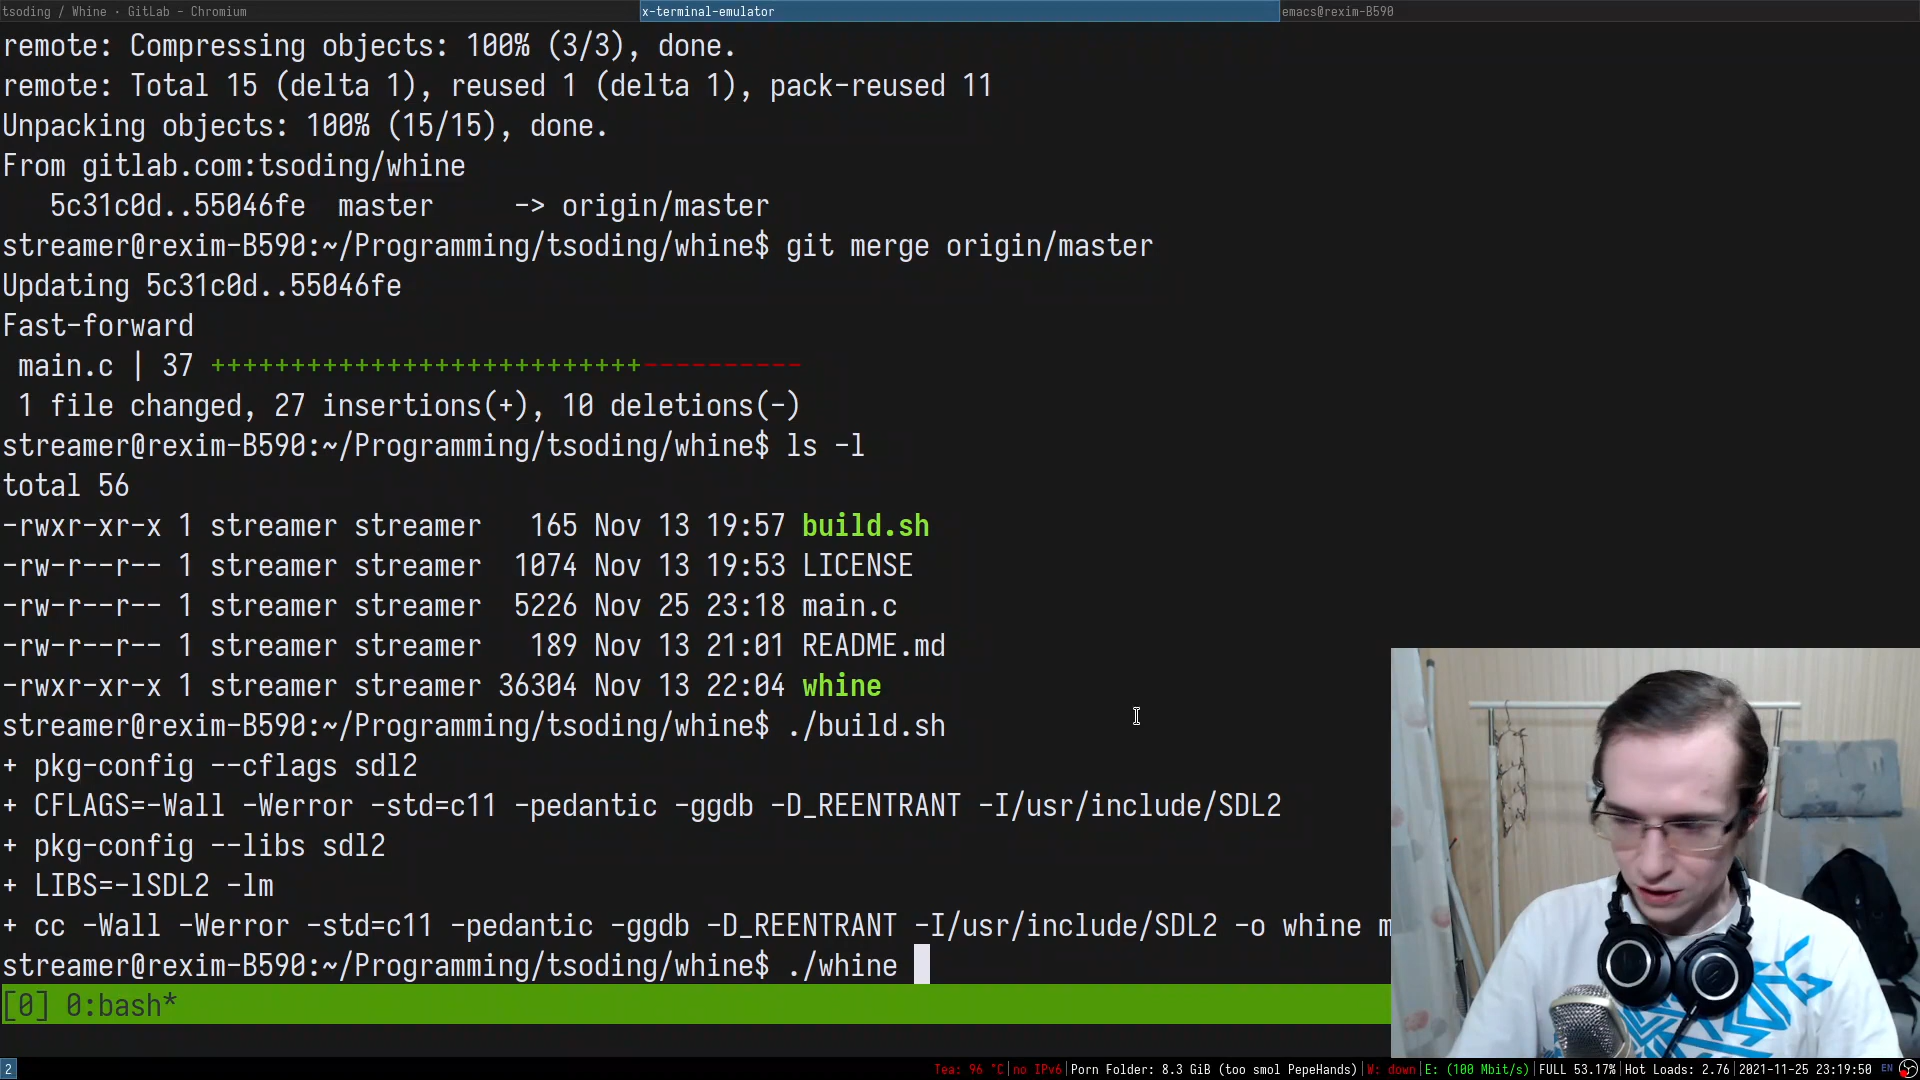 tsoding / Whine · GitLab - Chromium
x-terminal-emulator
emacs@rexim-B590
remote: Compressing objects: 100% (3/3), done.
remote: Total 15 (delta 1), reused 1 (delta 1), pack-reused 11
Unpacking objects: 100% (15/15), done.
From gitlab.com:tsoding/whine
   5c31c0d..55046fe  master     -> origin/master
streamer@rexim-B590:~/Programming/tsoding/whine$ git merge origin/master
Updating 5c31c0d..55046fe
Fast-forward
 main.c | 37 +++++++++++++++++++++++++++----------
 1 file changed, 27 insertions(+), 10 deletions(-)
streamer@rexim-B590:~/Programming/tsoding/whine$ ls -l
total 56
-rwxr-xr-x 1 streamer streamer   165 Nov 13 19:57 build.sh
-rw-r--r-- 1 streamer streamer  1074 Nov 13 19:53 LICENSE
-rw-r--r-- 1 streamer streamer  5226 Nov 25 23:18 main.c
-rw-r--r-- 1 streamer streamer   189 Nov 13 21:01 README.md
-rwxr-xr-x 1 streamer streamer 36304 Nov 13 22:04 whine
streamer@rexim-B590:~/Programming/tsoding/whine$ ./build.sh
+ pkg-config --cflags sdl2
+ CFLAGS=-Wall -Werror -std=c11 -pedantic -ggdb -D_REENTRANT -I/usr/include/SDL2
+ pkg-config --libs sdl2
+ LIBS=-lSDL2 -lm
+ cc -Wall -Werror -std=c11 -pedantic -ggdb -D_REENTRANT -I/usr/include/SDL2 -o whine m
streamer@rexim-B590:~/Programming/tsoding/whine$ ./whine
[0] 0:bash*
2
Tea: 96 °C|no IPv6|Porn Folder: 8.3 GiB (too smol PepeHands)|W: down|E: (100 Mbit/s)|FULL 53.17%|Hot Loads: 2.76|2021-11-25 23:19:50 EN